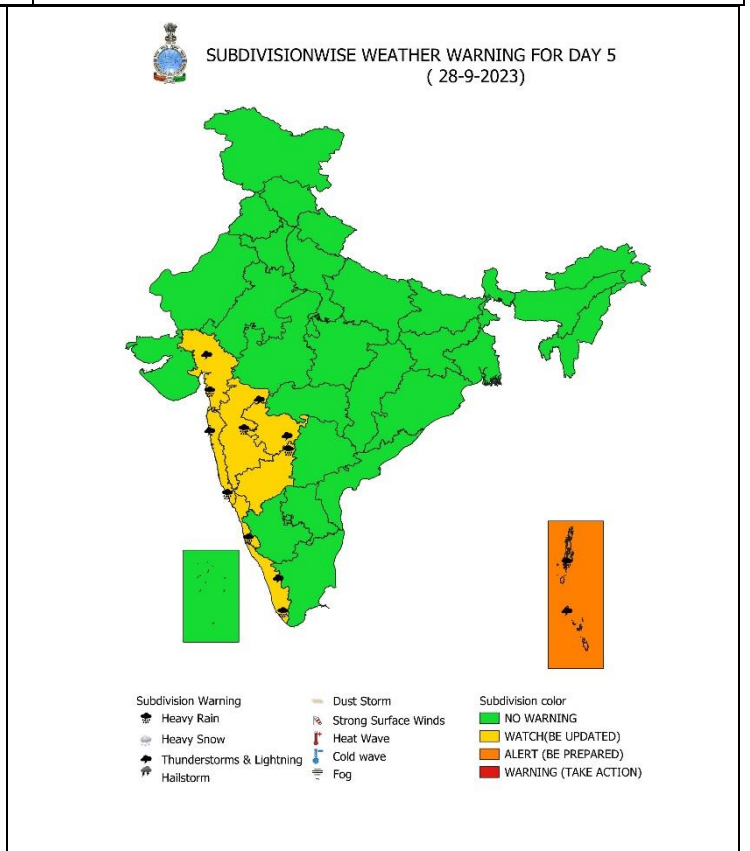 SUBDIVISIONWISE WEATHER WARNING FOR DAY 5
( 28-9-2023)
Subdivision Warning
Heavy Rain
Heavy Snow
Thunderstorms & Lightning
Hailstorm
Dust Storm
Strong Surface Winds
Heat Wave
Cold wave
Fog
Subdivision color
NO WARNING
WATCH(BE UPDATED)
ALERT (BE PREPARED)
WARNING (TAKE ACTION)